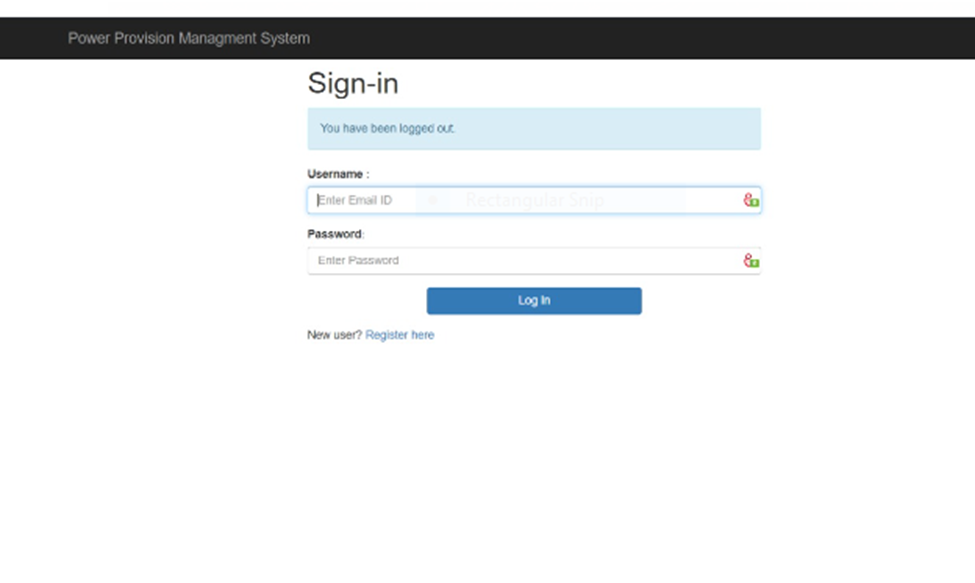 Power Provision Managment System
Sign-in
You have been logged out.
Username :
Enter Email ID
Rectangular Snip
Password:
Enter Password
Log In
New user? Register here